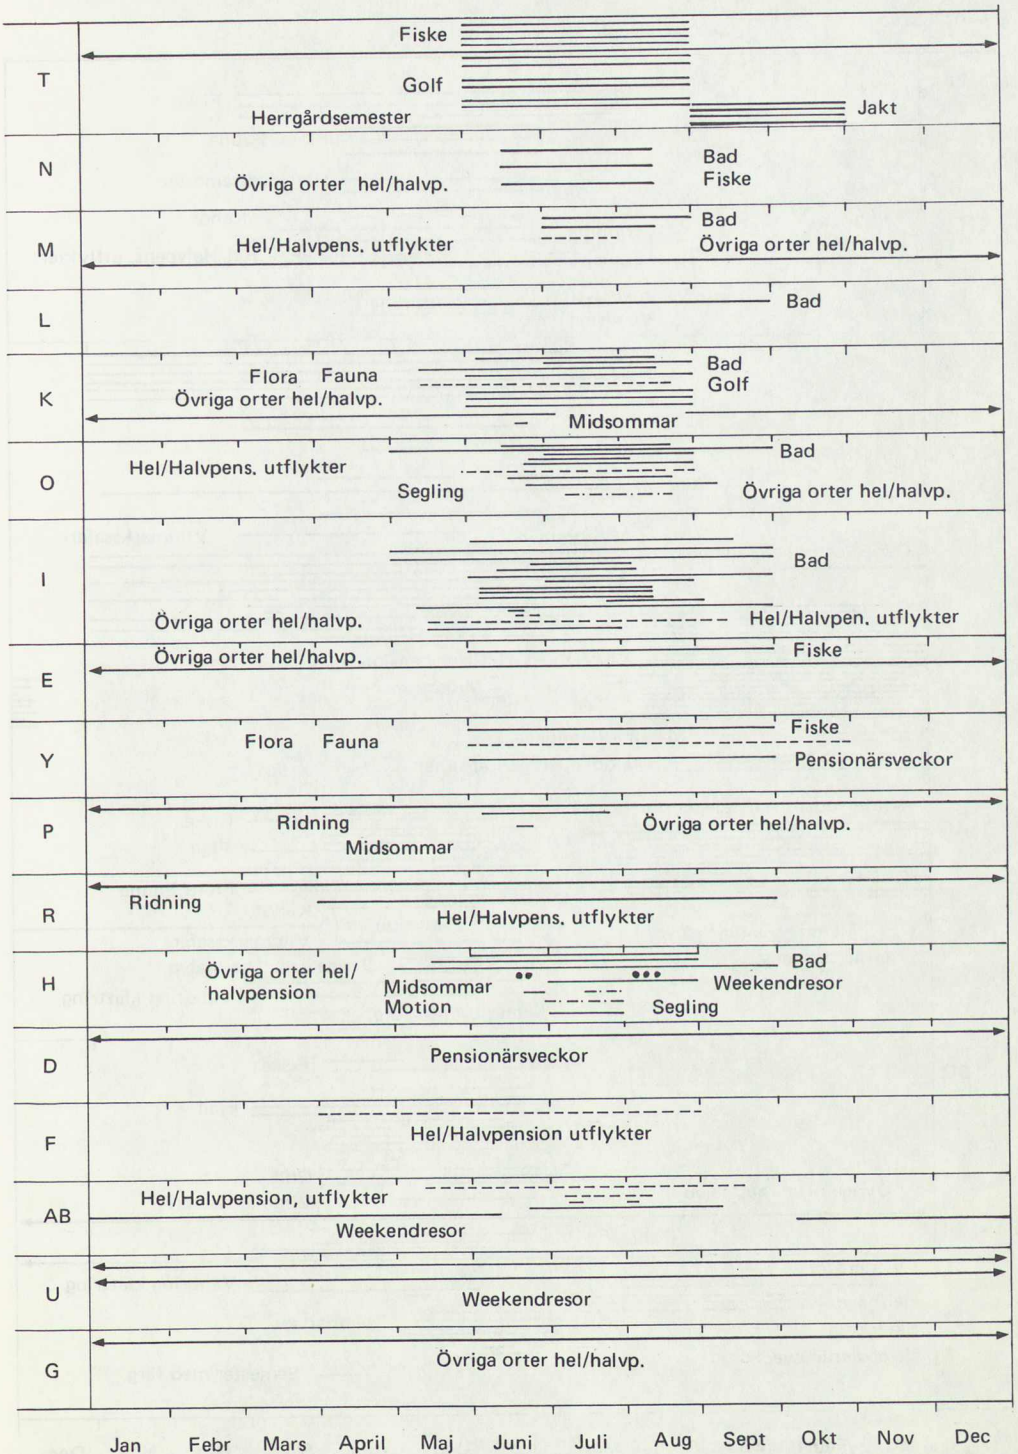 Fiske
T
Golf
Jakt
Herrgårdsemester
Bad
N
Övriga orter hel/halvp.
Fiske
Bad
M
Hel/Halvpens. utflykter
Övriga orter hel/halvp.
L
Bad
Bad
Flora Fauna
Golf
K
Övriga orter hel/halvp.
Midsommar
Bad
Hel/Halvpens. utflykter
O
Segling
Övriga orter hel/halvp.
Bad
I
Övriga orter hel/halvp.
Hel/Halvpen. utflykter
Övriga orter hel/halvp.
Fiske
E
Fiske
Flora Fauna
Y
Pensionärsveckor
Ridning
Övriga orter hel/halvp.
P
Midsommar
Ridning
R
Hel/Halvpens. utflykter
Övriga orter hel/
halvpension
Bad
H
Midsommar
Weekendresor
Motion
Segling
Pensionärsveckor
D
F
Hel/Halvpension utflykter
Hel/Halvpension, utflykter
AB
Weekendresor
U
Weekendresor
Övriga orter hel/halvp.
G
Jan Febr Mars April Maj Juni Juli Aug Sept Okt Nov Dec